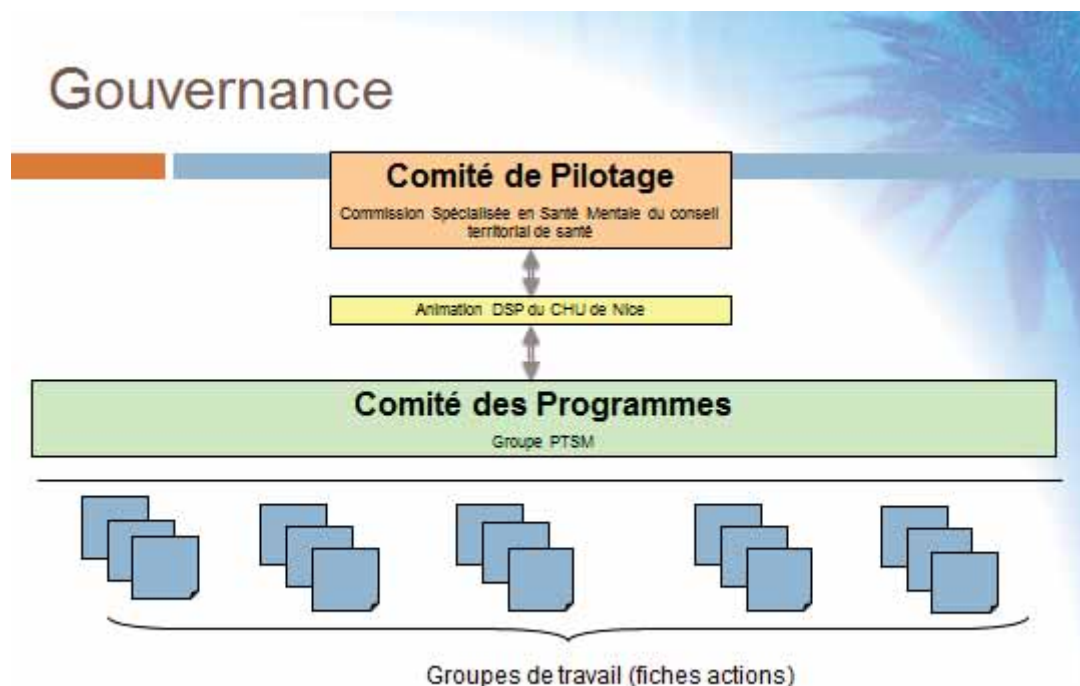 Gouvernance
Comité de Pilotage
Commission Spécialisée en Santé Mentale du conseil
territorial de santé
Animation DSP du CHU de Nice
Comité des Programmes
Groupe PTSM
Groupes de travail (fiches actions)